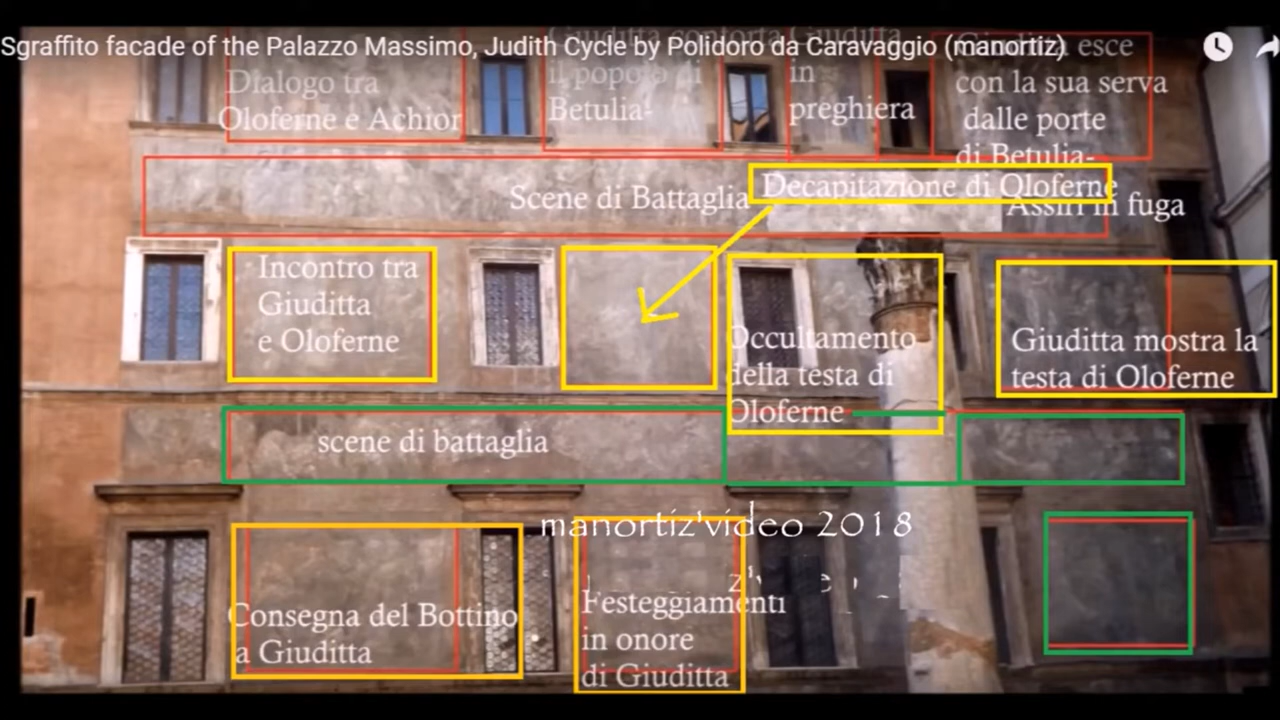 Sgraffito facade of the Palazzo Massimo, Judith Cycle by Polidoro da Caravaggio (manortiz)
Dialogo tra
Oloferne e Achior
Giuditta conforta
il popolo di
Betulia-
Giuditta
in
preghiera
esce
con la sua serva
dalle porte
di Betulia-
Scene di Battaglia
Decapitazione di Oloferne
Assiri in fuga
Incontro tra
Giuditta
e Oloferne
Occultamento
della testa di
Oloferne
Giuditta mostra la
testa di Oloferne
scene di battaglia
manortiz'video 2018
Consegna del Bottino
a Giuditta
Festeggiamenti
in onore
di Giuditta